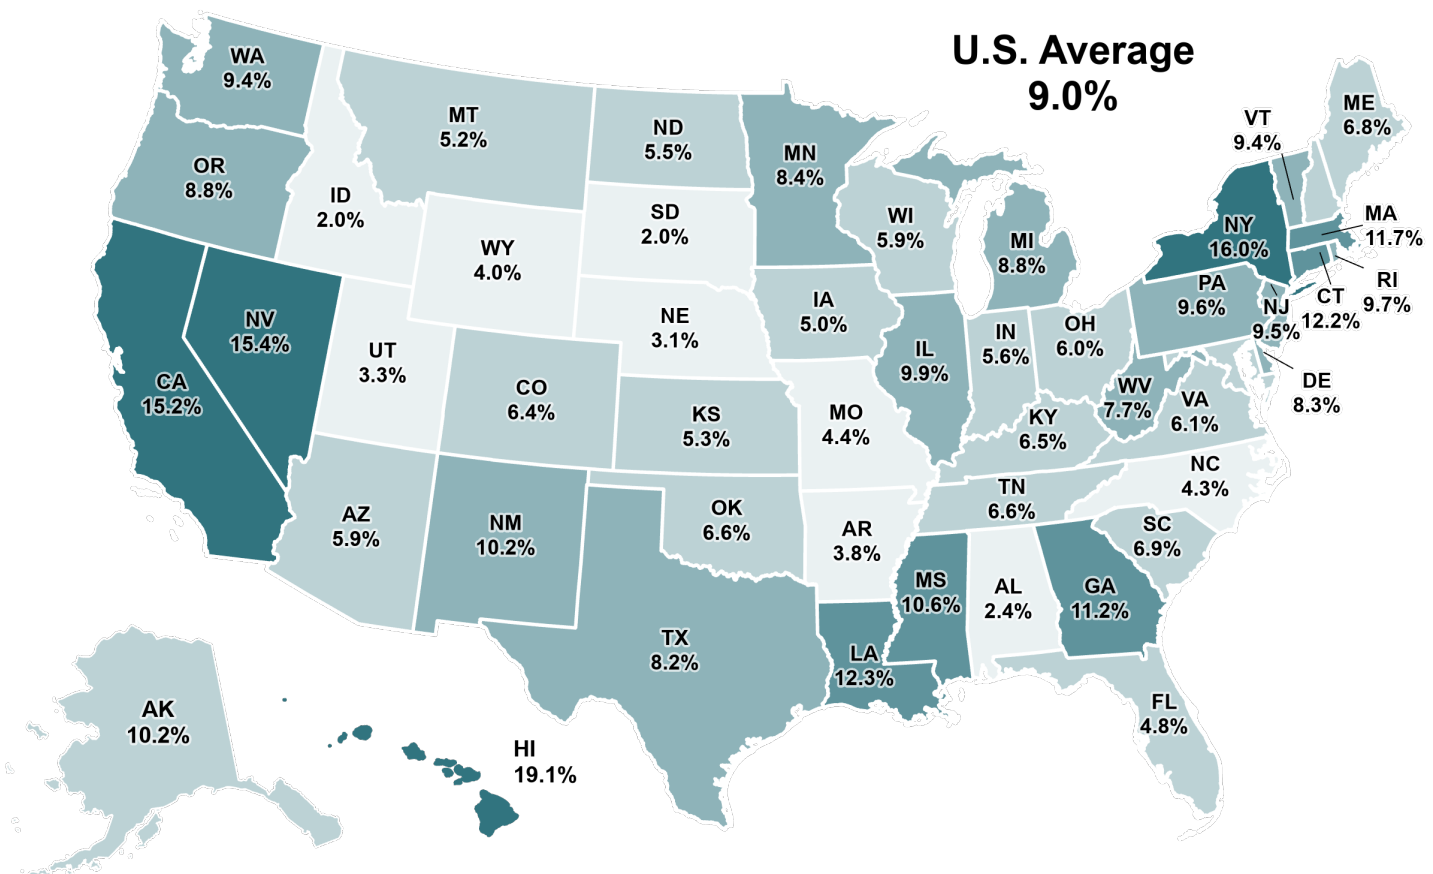 U.S. Average
9.0%
WA
9.4%
MT
5.2%
ND
5.5%
MN
8.4%
VT
9.4%
ME
6.8%
OR
8.8%
ID
2.0%
SD
2.0%
WI
5.9%
MI
8.8%
NY
16.0%
MA
11.7%
WY
4.0%
IA
5.0%
PA
9.6%
NJ
9.5%
CT
12.2%
RI
9.7%
NV
15.4%
NE
3.1%
IL
9.9%
IN
5.6%
OH
6.0%
UT
3.3%
CA
15.2%
CO
6.4%
KS
5.3%
MO
4.4%
KY
6.5%
WV
7.7%
VA
6.1%
DE
8.3%
AZ
5.9%
NM
10.2%
OK
6.6%
AR
3.8%
TN
6.6%
NC
4.3%
SC
6.9%
MS
10.6%
AL
2.4%
GA
11.2%
TX
8.2%
LA
12.3%
FL
4.8%
AK
10.2%
HI
19.1%